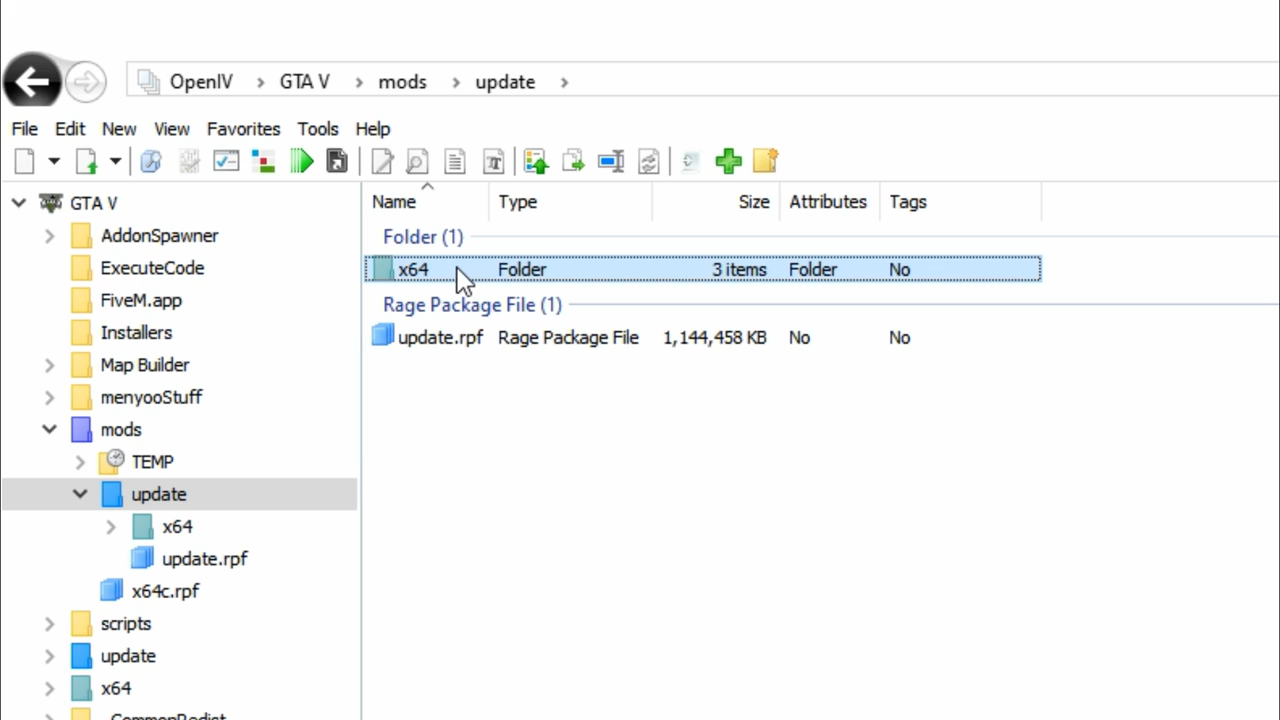 OpenIV > GTA V > mods > update >
File Edit New View Favorites Tools Help
GTA V
AddonSpawner
ExecuteCode
FiveM.app
Installers
Map Builder
menyooStuff
mods
TEMP
update
x64
update.rpf
x64c.rpf
scripts
update
x64
_CommonRedist
Name Type Size Attributes Tags
Folder (1)
x64 Folder 3 items Folder No
Rage Package File (1)
update.rpf Rage Package File 1,144,458 KB No No